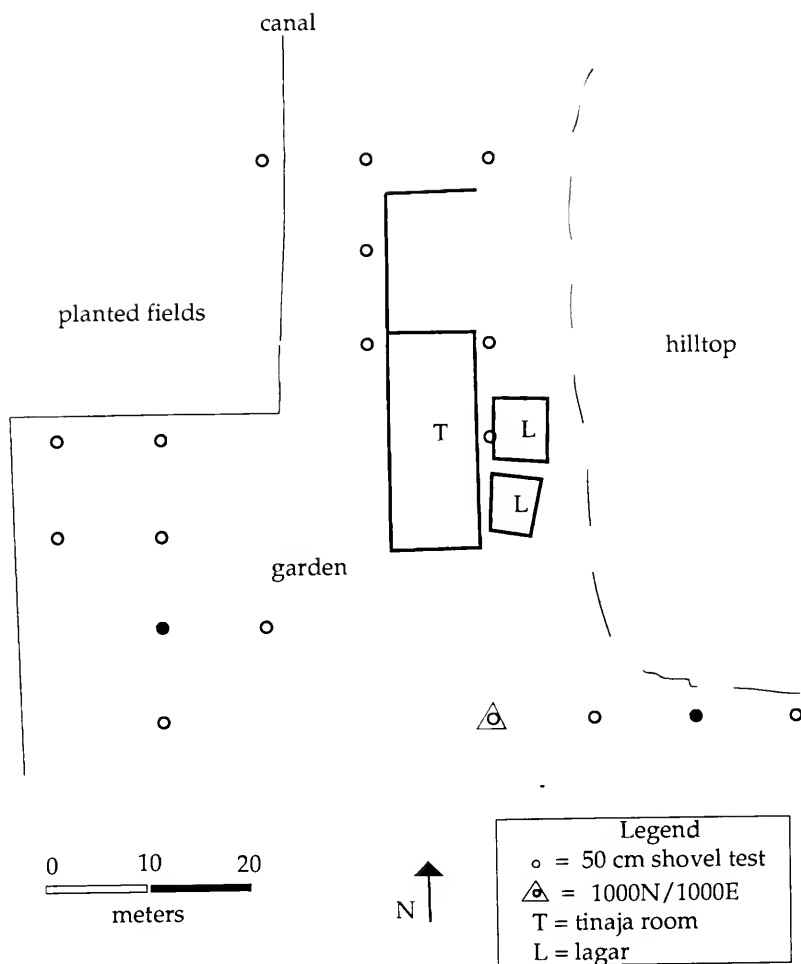 canal
planted fields
hilltop
T
L
L
garden
0 10 20
meters
N
Legend
o = 50 cm shovel test
= 1000N/1000E
T = tinaja room
L = lagar